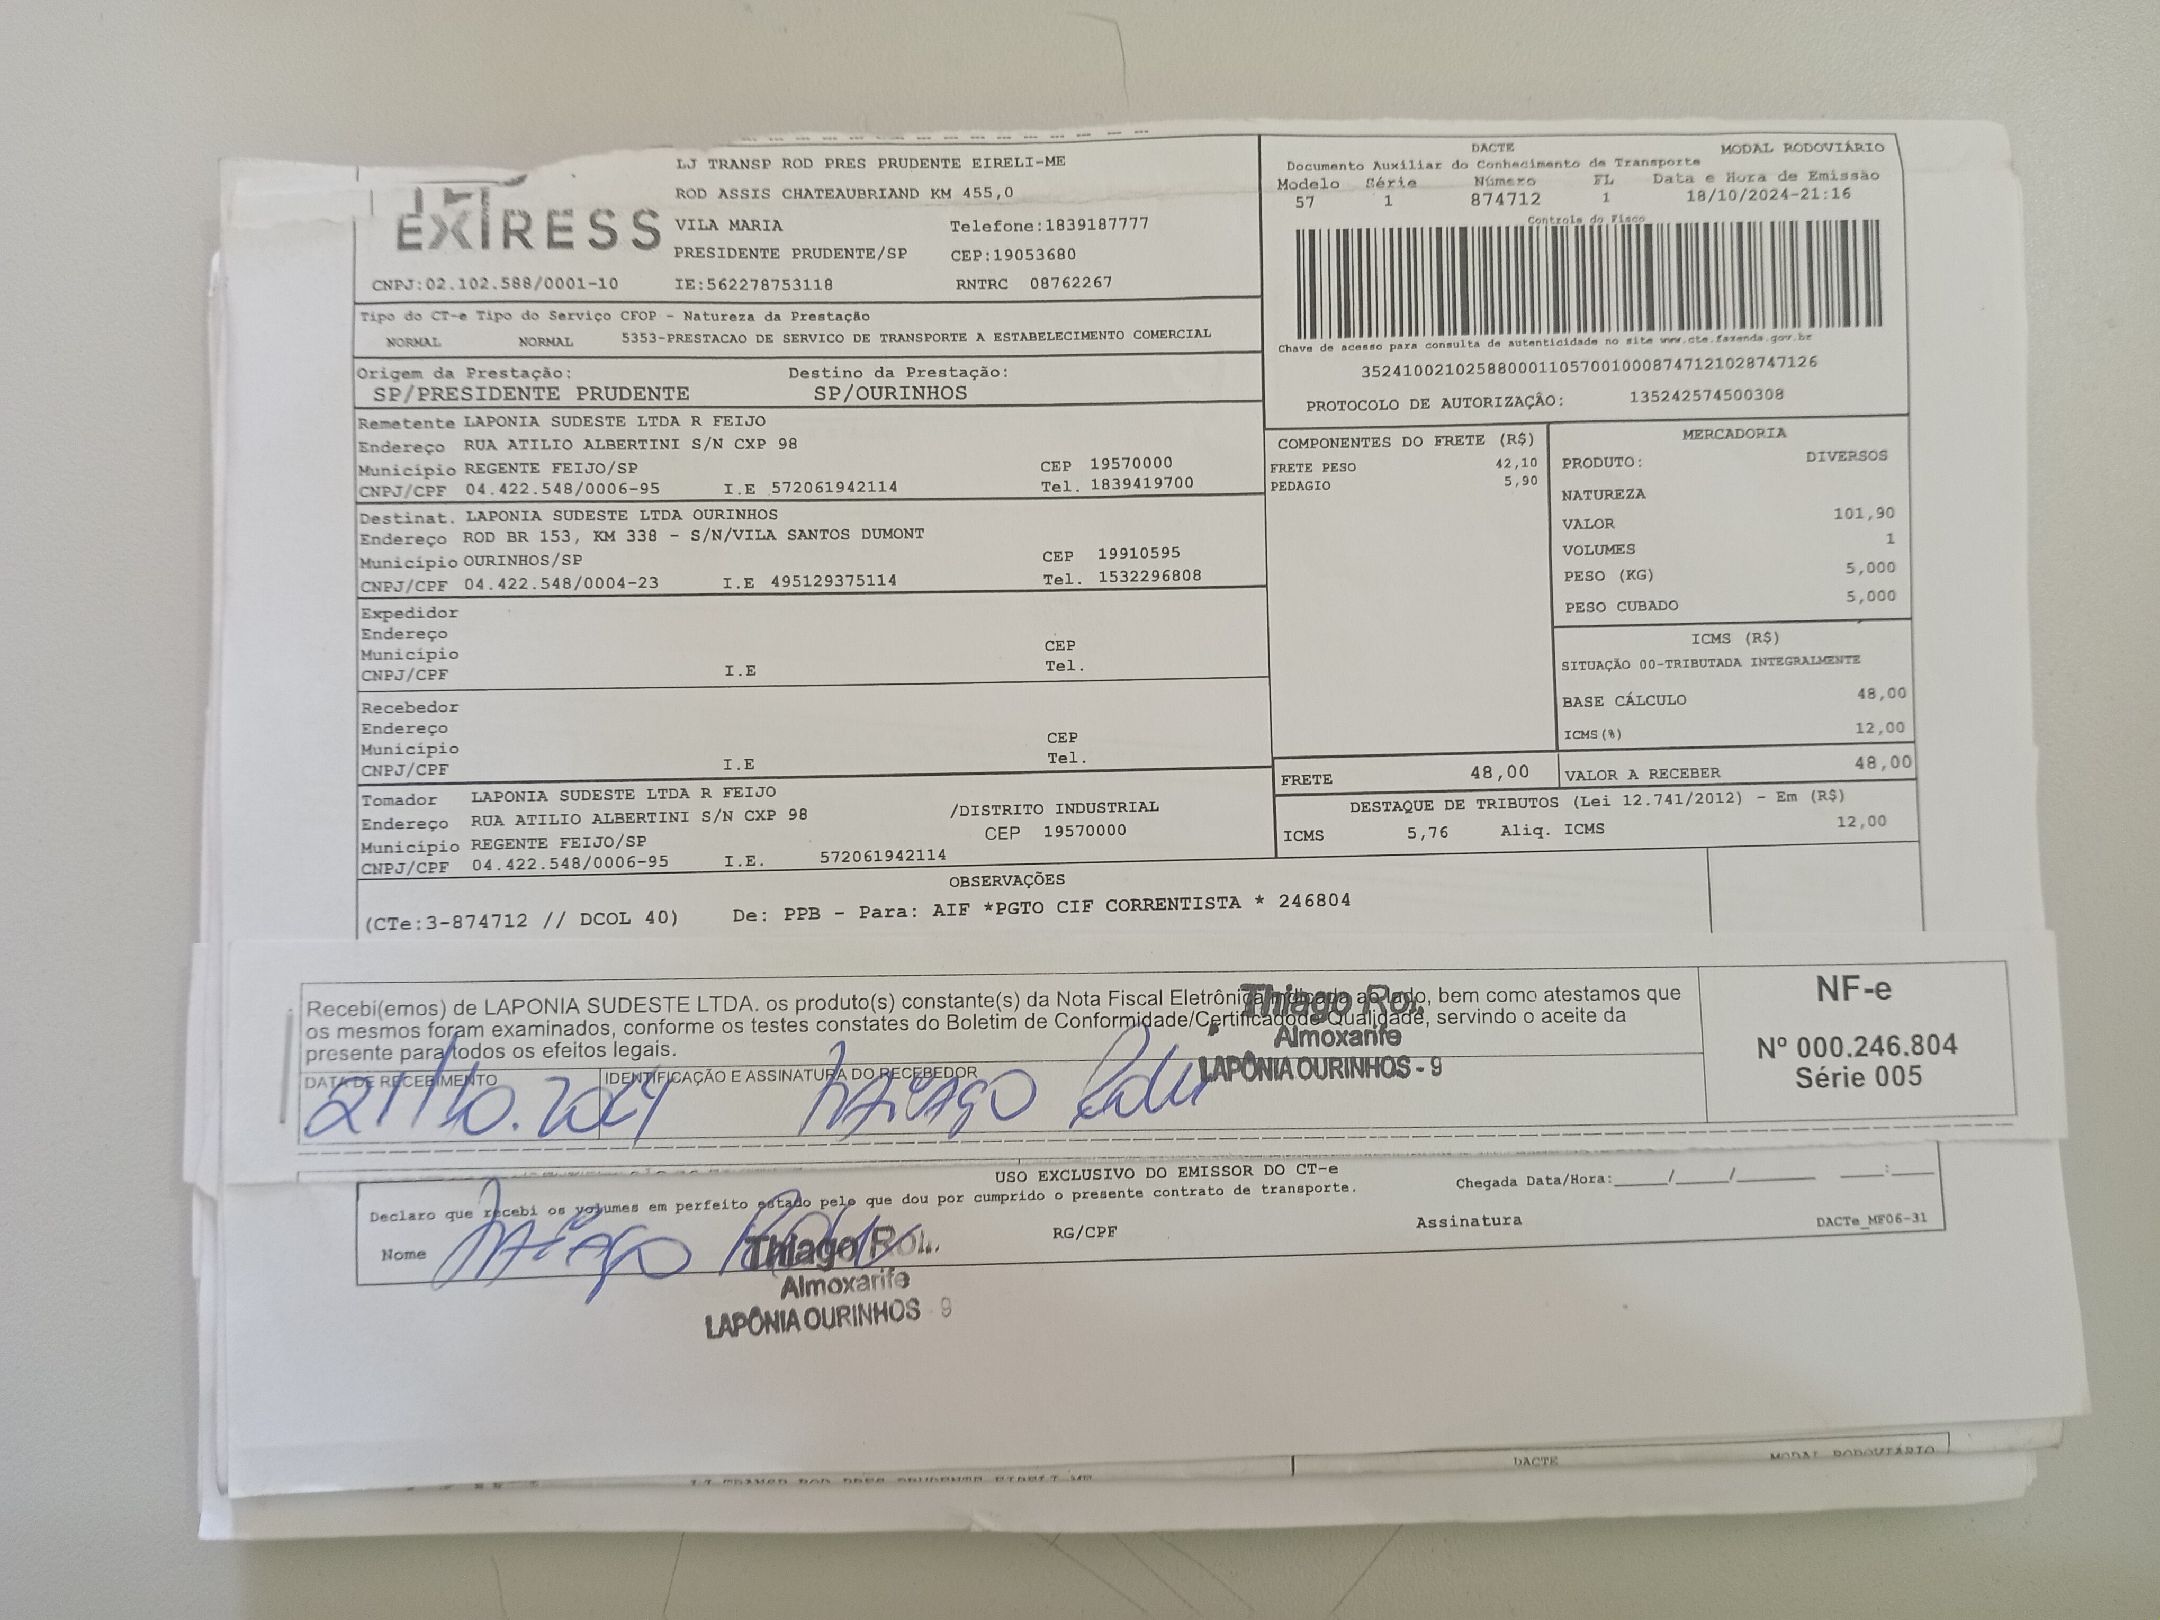 LJ TRANSP ROD PRES PRUDENTE EIRELI-ME
ROD ASSIS CHATEAUBRIAND KM 455,0
VILA MARIA Telefone:1839187777
PRESIDENTE PRUDENTE/SP CEP:19053680
CNPJ:02.102.588/0001-10 IE:562278753118 RNTRC 08762267
DACTE MODAL RODOVIÁRIO
Documento Auxiliar do Conhecimento de Transporte
Modelo Série Número FL Data e Hora de Emissão
57 1 874712 1 18/10/2024-21:16
Controle do Fisco
Chave de acesso para consulta de autenticidade no site www.cte.fazenda.gov.br
35241002102588000110570010008747121028747126
PROTOCOLO DE AUTORIZAÇÃO: 135242574500308
Tipo do CT-e Tipo do Serviço CFOP - Natureza da Prestação
NORMAL NORMAL 5353-PRESTACAO DE SERVICO DE TRANSPORTE A ESTABELECIMENTO COMERCIAL
Origem da Prestação: Destino da Prestação:
SP/PRESIDENTE PRUDENTE SP/OURINHOS
Remetente LAPONIA SUDESTE LTDA R FEIJO
Endereço RUA ATILIO ALBERTINI S/N CXP 98
Município REGENTE FEIJO/SP CEP 19570000
CNPJ/CPF 04.422.548/0006-95 I.E 572061942114 Tel. 1839419700
Destinat. LAPONIA SUDESTE LTDA OURINHOS
Endereço ROD BR 153, KM 338 - S/N/VILA SANTOS DUMONT
Município OURINHOS/SP CEP 19910595
CNPJ/CPF 04.422.548/0004-23 I.E 495129375114 Tel. 1532296808
Expedidor
Endereço
Município CEP
CNPJ/CPF I.E Tel.
Recebedor
Endereço
Município CEP
CNPJ/CPF I.E Tel.
Tomador LAPONIA SUDESTE LTDA R FEIJO
Endereço RUA ATILIO ALBERTINI S/N CXP 98 /DISTRITO INDUSTRIAL
Município REGENTE FEIJO/SP CEP 19570000
CNPJ/CPF 04.422.548/0006-95 I.E. 572061942114
COMPONENTES DO FRETE (R$)
FRETE PESO 42,10
PEDAGIO 5,90
MERCADORIA
PRODUTO: DIVERSOS
NATUREZA
VALOR 101,90
VOLUMES 1
PESO (KG) 5,000
PESO CUBADO 5,000
ICMS (R$)
SITUAÇÃO 00-TRIBUTADA INTEGRALMENTE
BASE CÁLCULO 48,00
ICMS(%) 12,00
FRETE 48,00 VALOR A RECEBER 48,00
DESTAQUE DE TRIBUTOS (Lei 12.741/2012) - Em (R$)
ICMS 5,76 Aliq. ICMS 12,00
OBSERVAÇÕES
(CTe:3-874712 // DCOL 40) De: PPB - Para: AIF *PGTO CIF CORRENTISTA * 246804
Recebi(emos) de LAPONIA SUDESTE LTDA. os produto(s) constante(s) da Nota Fiscal Eletrônica indicada ao lado, bem como atestamos que
os mesmos foram examinados, conforme os testes constates do Boletim de Conformidade/Certificadode Qualidade, servindo o aceite da
presente para todos os efeitos legais.
DATA DE RECEBIMENTO IDENTIFICAÇÃO E ASSINATURA DO RECEBEDOR
21/10.2024 Thiago
Thiago
Almoxarife
LAPÔNIA OURINHOS - 9
NF-e
Nº 000.246.804
Série 005
USO EXCLUSIVO DO EMISSOR DO CT-e
Declaro que recebi os volumes em perfeito estado pelo que dou por cumprido o presente contrato de transporte.
Chegada Data/Hora:____/____/______ ___:___
Nome Thiago RG/CPF Assinatura DACTe_MF06-31
Thiago
Almoxarife
LAPÔNIA OURINHOS 9
DACTE MODAL RODOVIÁRIO